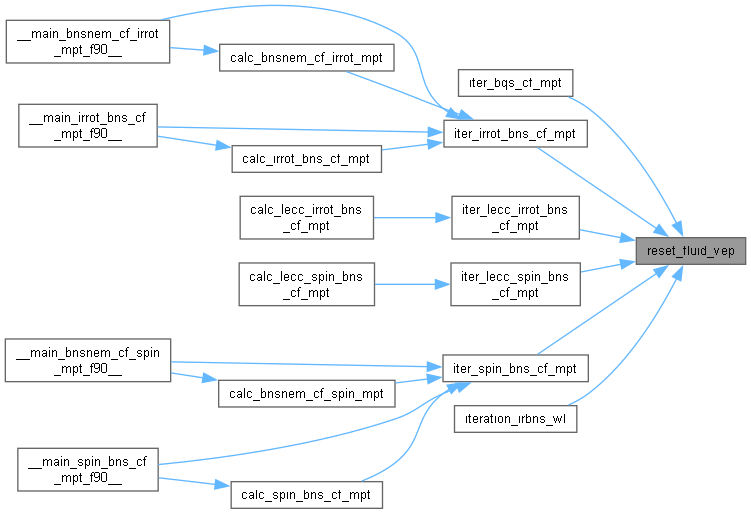 __main_bnsnem_cf_irrot
_mpt_f90__
calc_bnsnem_cf_irrot_mpt
iter_bqs_cf_mpt
__main_irrot_bns_cf
_mpt_f90__
iter_irrot_bns_cf_mpt
calc_irrot_bns_cf_mpt
calc_lecc_irrot_bns
_cf_mpt
iter_lecc_irrot_bns
_cf_mpt
reset_fluid_vep
calc_lecc_spin_bns
_cf_mpt
iter_lecc_spin_bns
_cf_mpt
__main_bnsnem_cf_spin
_mpt_f90__
iter_spin_bns_cf_mpt
calc_bnsnem_cf_spin_mpt
iteration_irbns_wl
__main_spin_bns_cf
_mpt_f90__
calc_spin_bns_cf_mpt